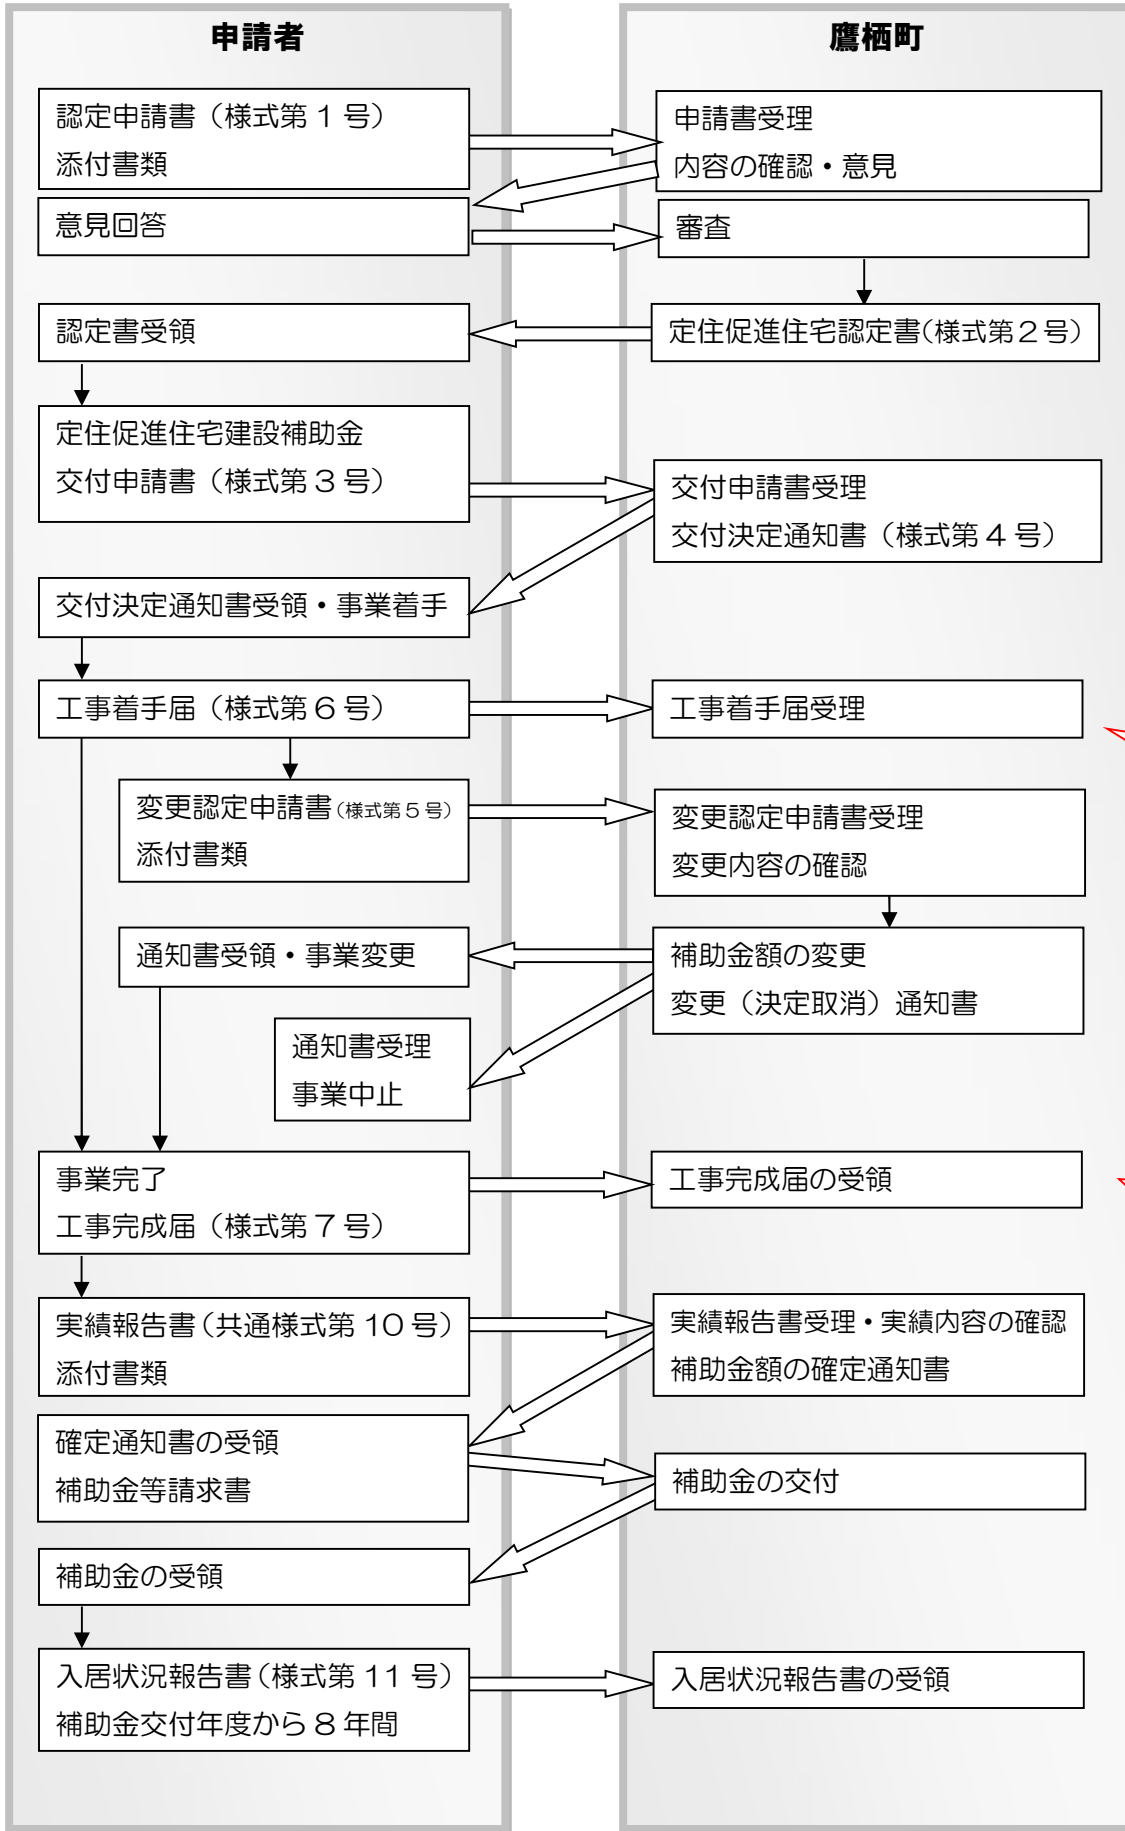 申請者
鷹栖町
認定申請書（様式第１号）
添付書類
申請書受理
内容の確認・意見
意見回答
審査
認定書受領
定住促進住宅認定書(様式第２号)
定住促進住宅建設補助金
交付申請書（様式第３号）
交付申請書受理
交付決定通知書（様式第４号）
交付決定通知書受領・事業着手
工事着手届（様式第６号）
工事着手届受理
変更認定申請書(様式第５号)
添付書類
変更認定申請書受理
変更内容の確認
通知書受領・事業変更
補助金額の変更
変更（決定取消）通知書
通知書受理
事業中止
事業完了
工事完成届（様式第７号）
工事完成届の受領
実績報告書(共通様式第10号)
添付書類
実績報告書受理・実績内容の確認
補助金額の確定通知書
確定通知書の受領
補助金等請求書
補助金の交付
補助金の受領
入居状況報告書(様式第11号)
補助金交付年度から８年間
入居状況報告書の受領